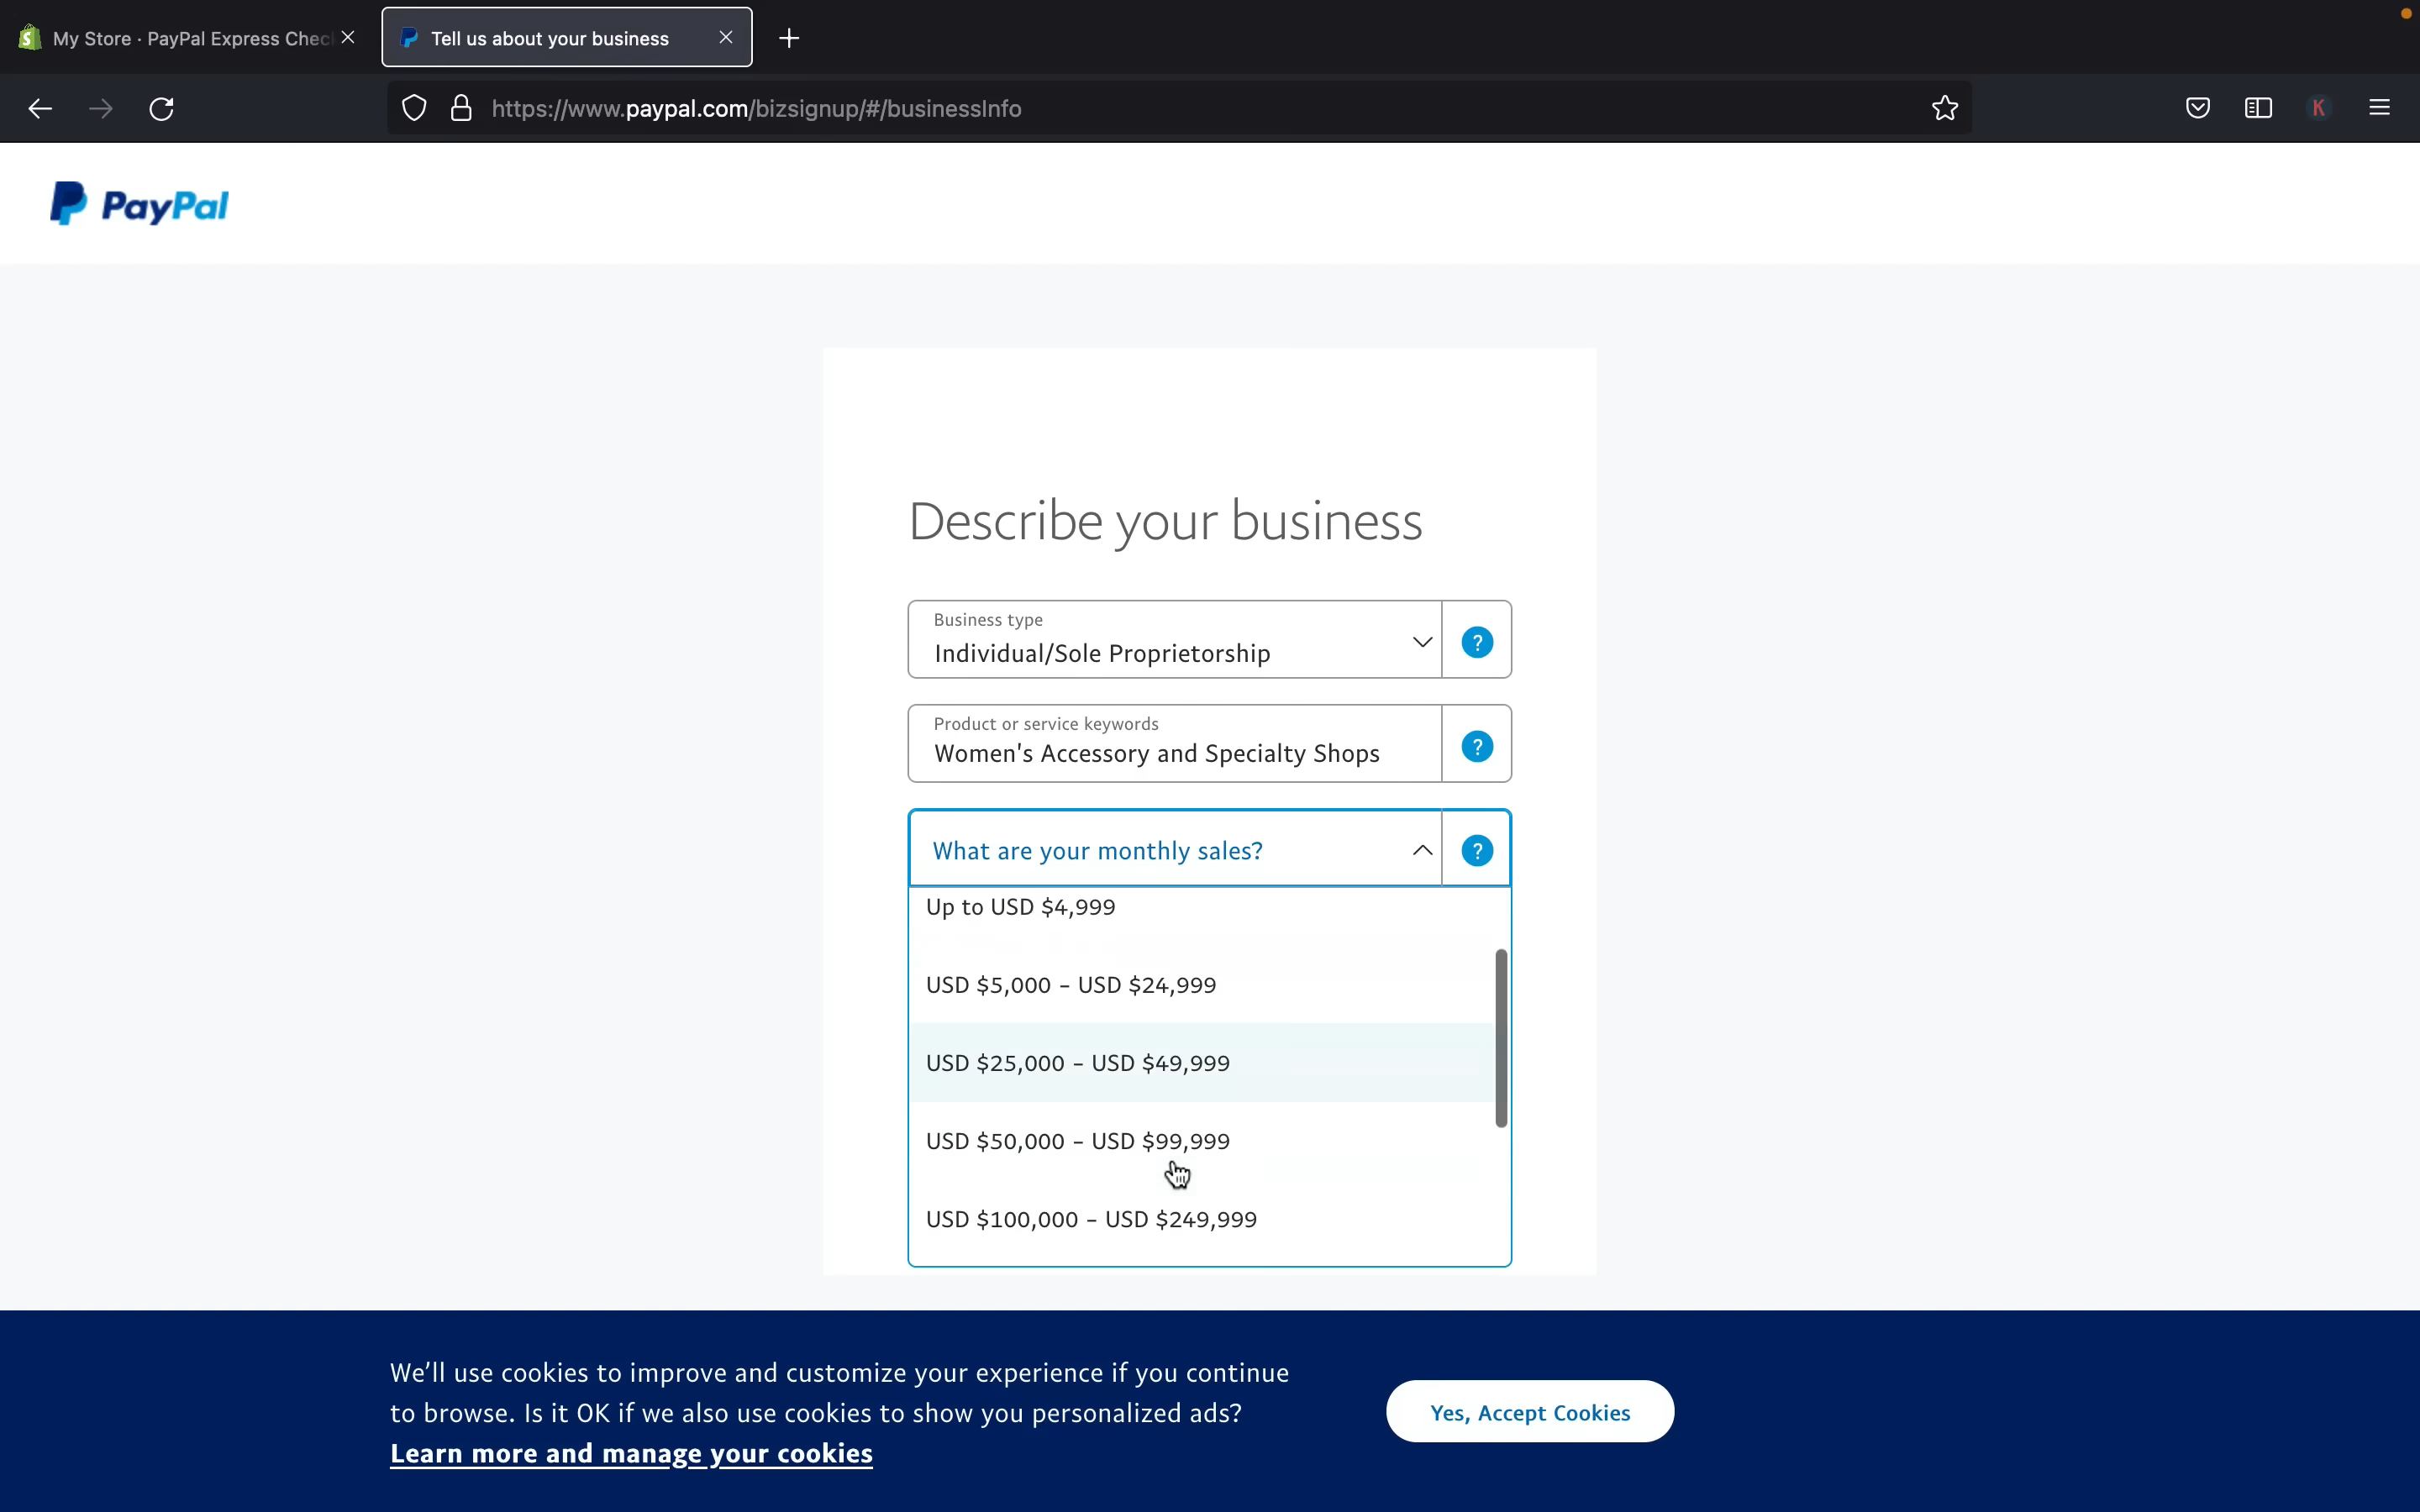 My Store · PayPal Express Chec
Tell us about your business
https://www.paypal.com/bizsignup/#/businessInfo
K
PayPal
Describe your business
Business type
Individual/Sole Proprietorship
?
Product or service keywords
Women's Accessory and Specialty Shops
?
What are your monthly sales?
?
Up to USD $4,999
USD $5,000 – USD $24,999
USD $25,000 – USD $49,999
USD $50,000 – USD $99,999
USD $100,000 – USD $249,999
We'll use cookies to improve and customize your experience if you continue
to browse. Is it OK if we also use cookies to show you personalized ads?
Learn more and manage your cookies
Yes, Accept Cookies